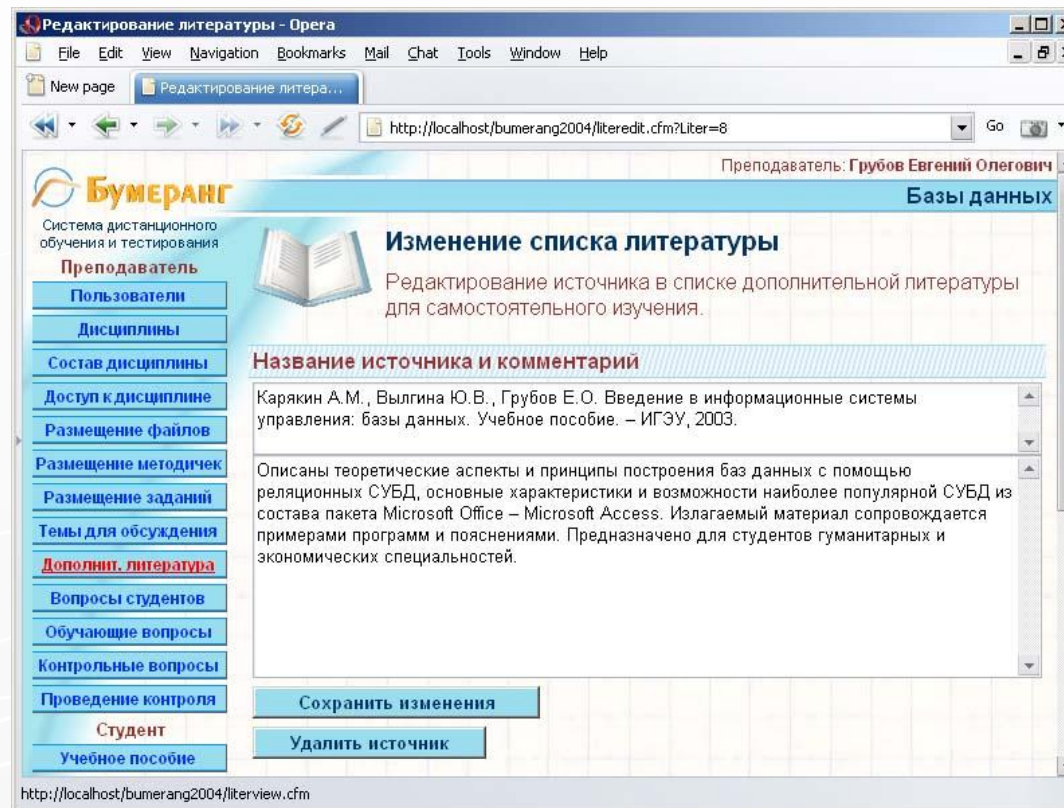 Редактирование литературы - Opera
File Edit View Navigation Bookmarks Mail Chat Tools Window Help
New page
Редактирование литера...
http://localhost/bumerang2004/literedit.cfm?Liter=8
Go
Преподаватель: Грубов Евгений Олегович
Бумеранг
Базы данных
Система дистанционного
обучения и тестирования
Преподаватель
Пользователи
Дисциплины
Состав дисциплины
Доступ к дисциплине
Размещение файлов
Размещение методичек
Размещение заданий
Темы для обсуждения
Дополнит. литература
Вопросы студентов
Обучающие вопросы
Контрольные вопросы
Проведение контроля
Студент
Учебное пособие
Изменение списка литературы
Редактирование источника в списке дополнительной литературы
для самостоятельного изучения.
Название источника и комментарий
Карякин А.М., Вылгина Ю.В., Грубов Е.О. Введение в информационные системы
управления: базы данных. Учебное пособие. – ИГЭУ, 2003.
Описаны теоретические аспекты и принципы построения баз данных с помощью
реляционных СУБД, основные характеристики и возможности наиболее популярной СУБД из
состава пакета Microsoft Office – Microsoft Access. Излагаемый материал сопровождается
примерами программ и пояснениями. Предназначено для студентов гуманитарных и
экономических специальностей.
Сохранить изменения
Удалить источник
http://localhost/bumerang2004/literview.cfm